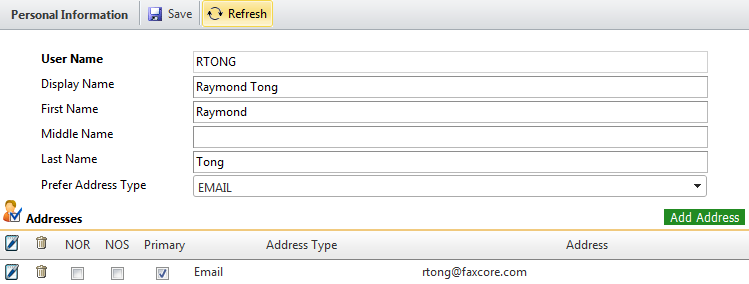 Personal Information Save Refresh
User Name RTONG
Display Name Raymond Tong
First Name Raymond
Middle Name
Last Name Tong
Prefer Address Type EMAIL
Addresses Add Address
NOR NOS Primary Address Type Address
Email rtong@faxcore.com